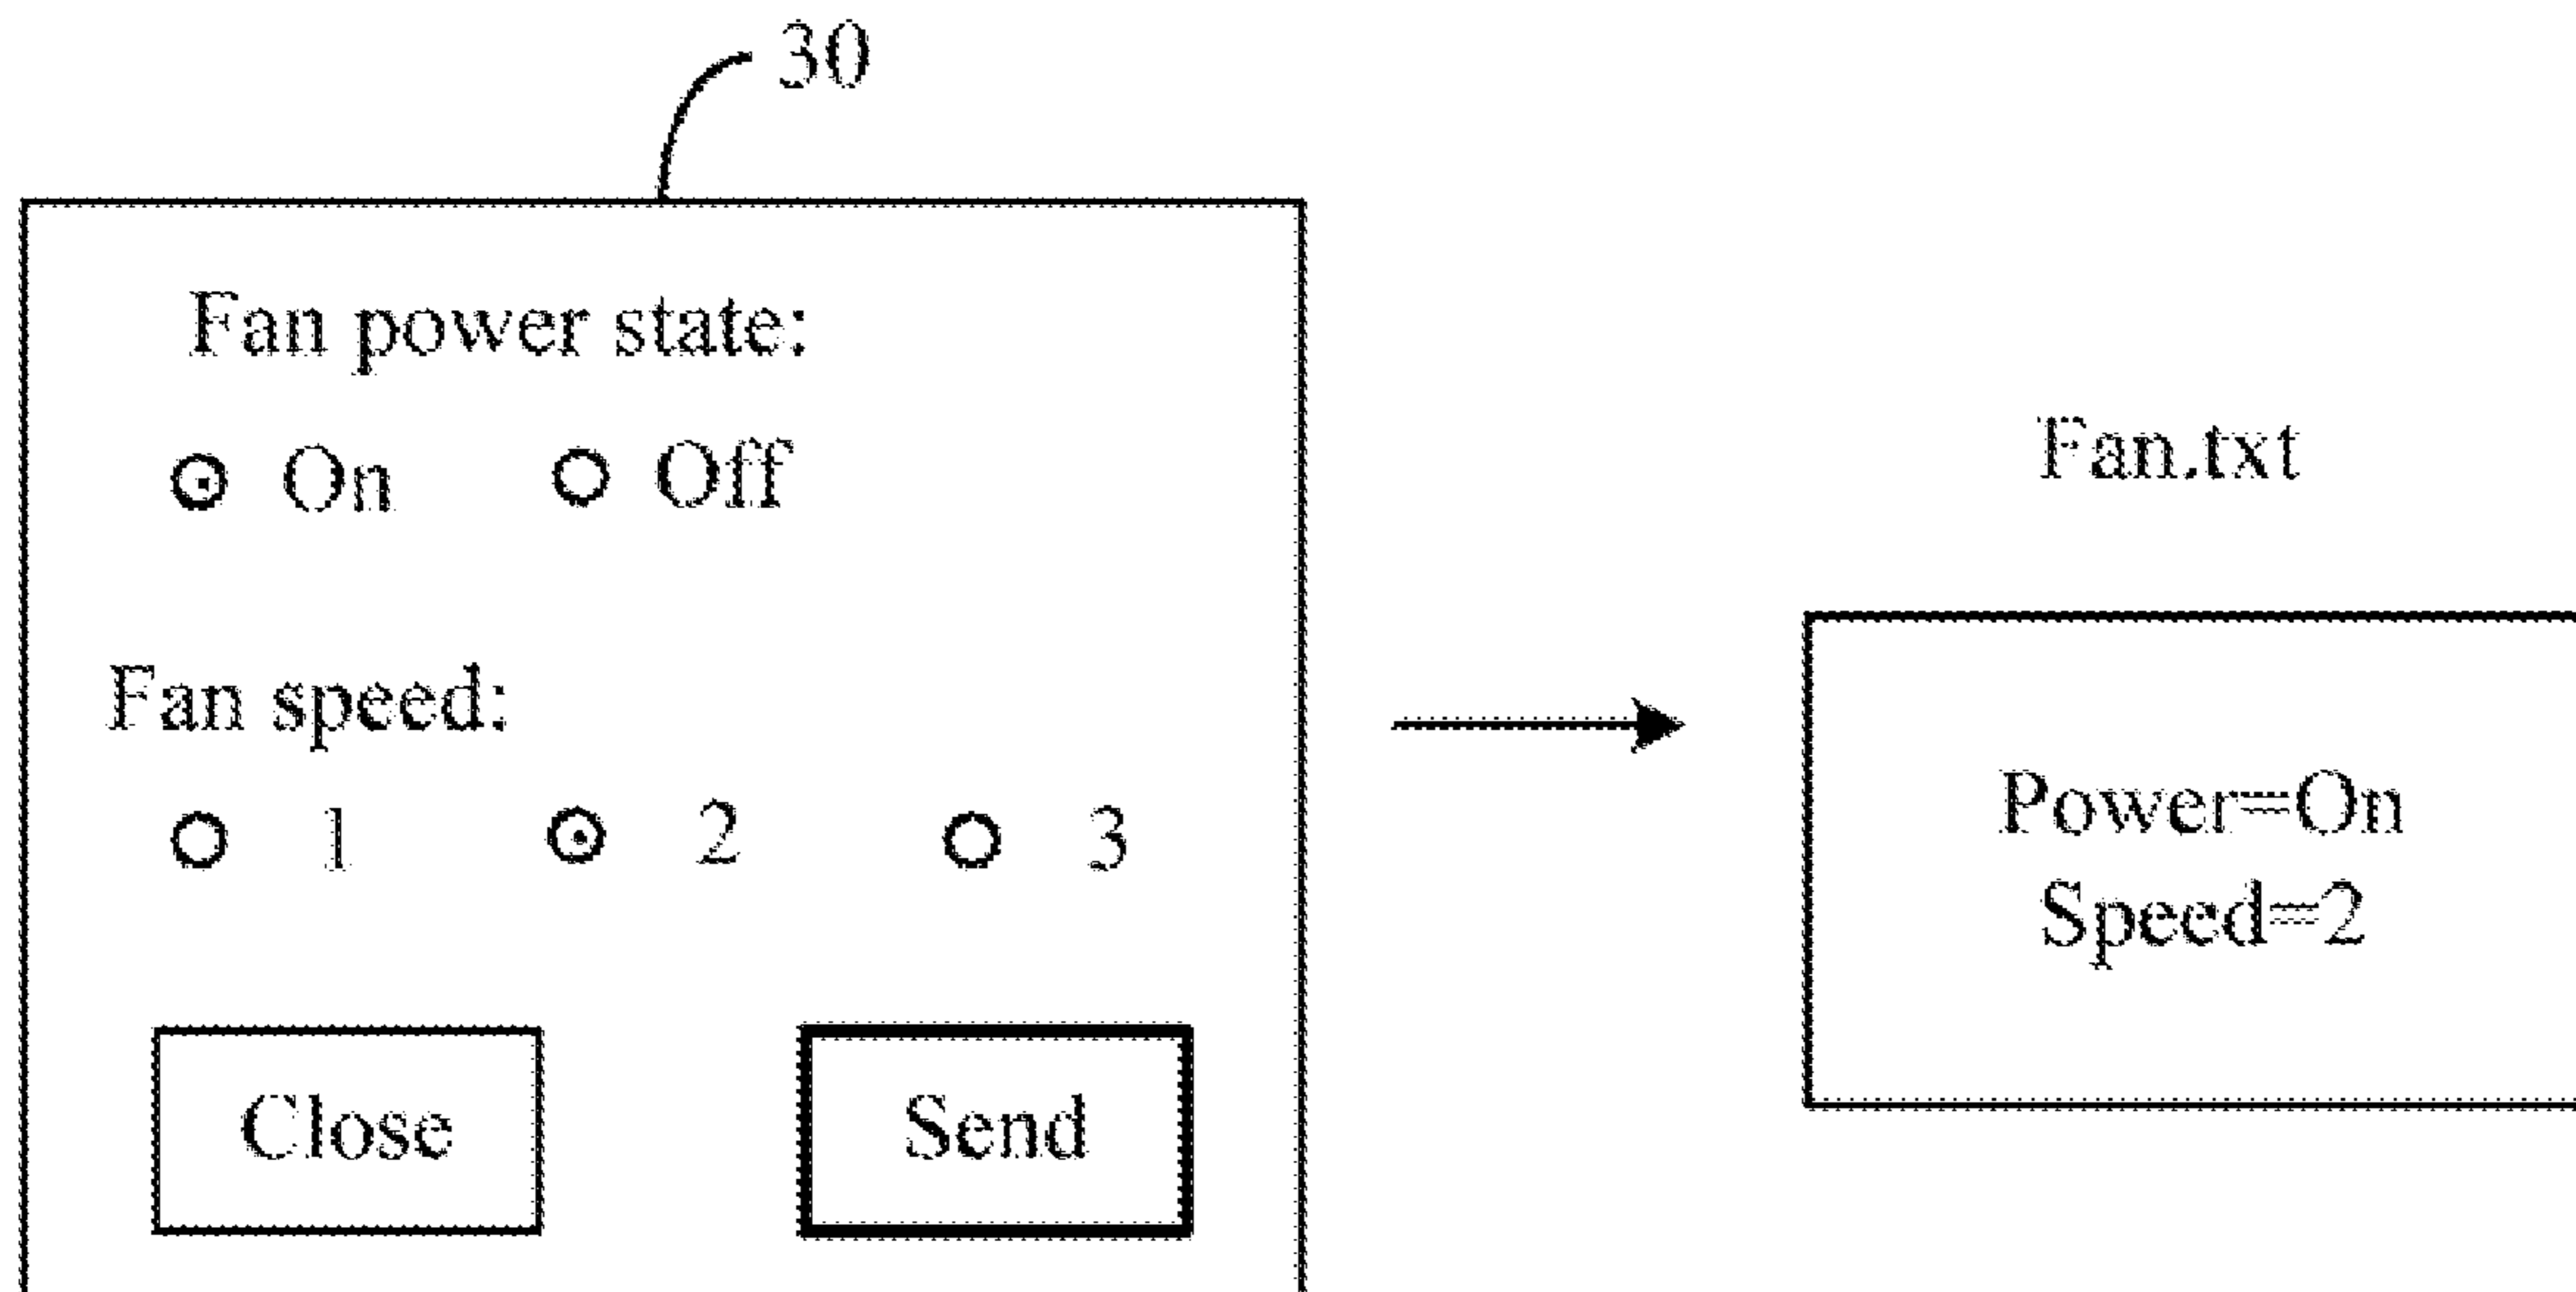 30
Fan power state:
On Off
Fan speed:
1 2 3
Close Send
Fan.txt
Power=On
Speed=2